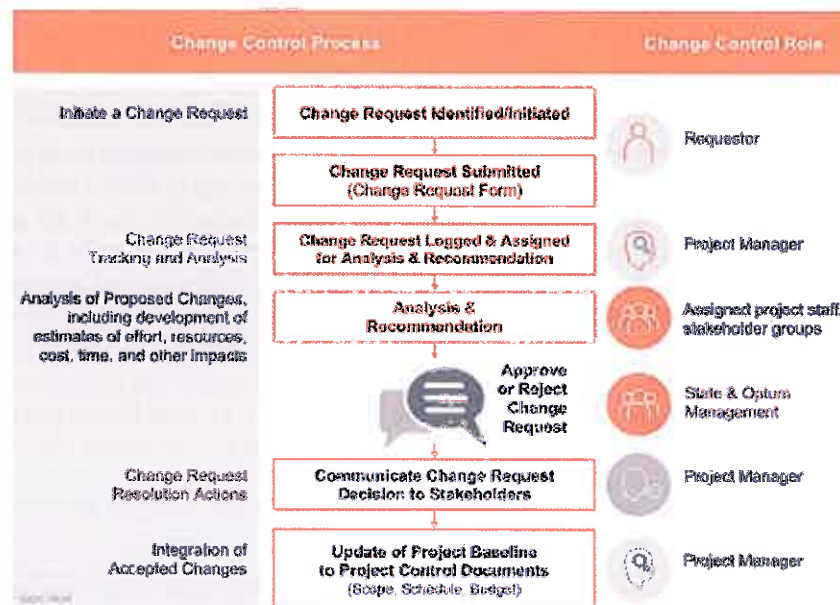 Change Control Process
Change Control Role
Initiate a Change Request
Change Request Identified/Initiated
Requestor
Change Request Submitted
(Change Request Form)
Change Request
Tracking and Analysis
Change Request Logged & Assigned
for Analysis & Recommendation
Project Manager
Analysis of Proposed Changes,
including development of
estimates of effort, resources,
cost, time, and other impacts
Analysis &
Recommendation
Assigned project staff,
stakeholder groups
Approve
or Reject
Change
Request
State & Optum
Management
Change Request
Resolution Actions
Communicate Change Request
Decision to Stakeholders
Project Manager
Integration of
Accepted Changes
Update of Project Baseline
to Project Control Documents
(Scope, Schedule, Budget)
Project Manager